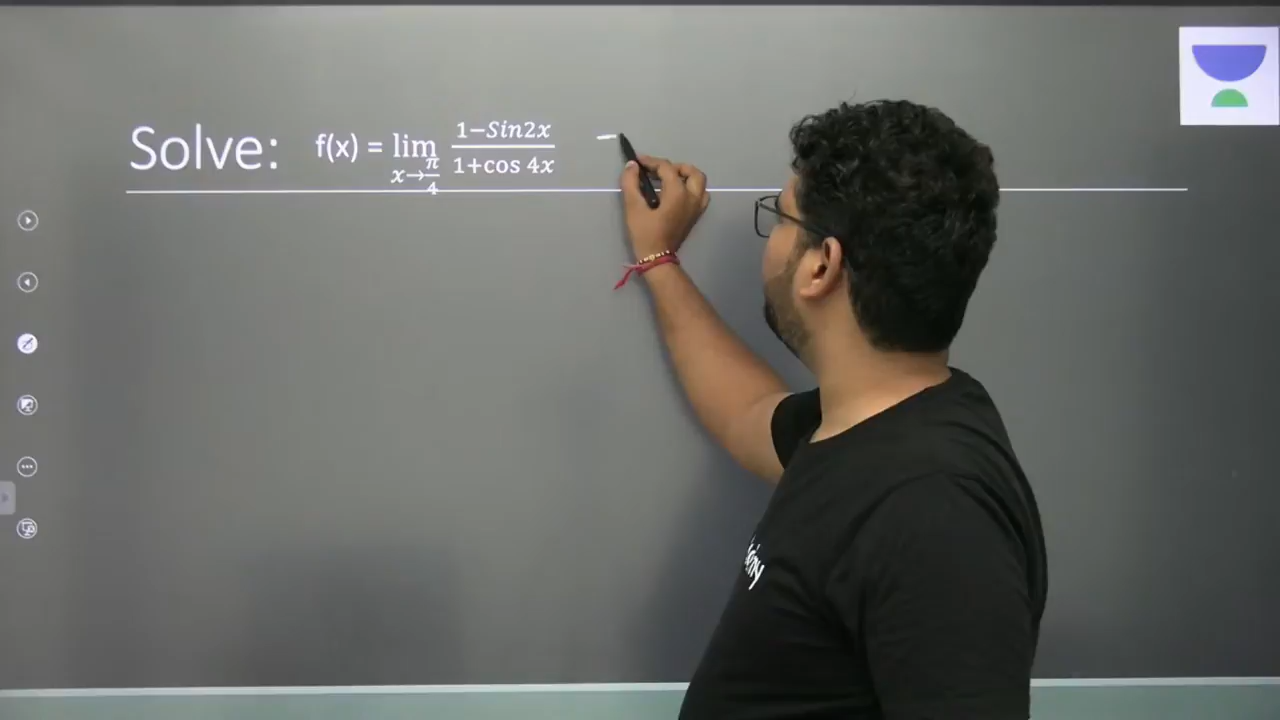 Solve: f(x) = lim x→π/4 1−Sin2x/1+cos 4x